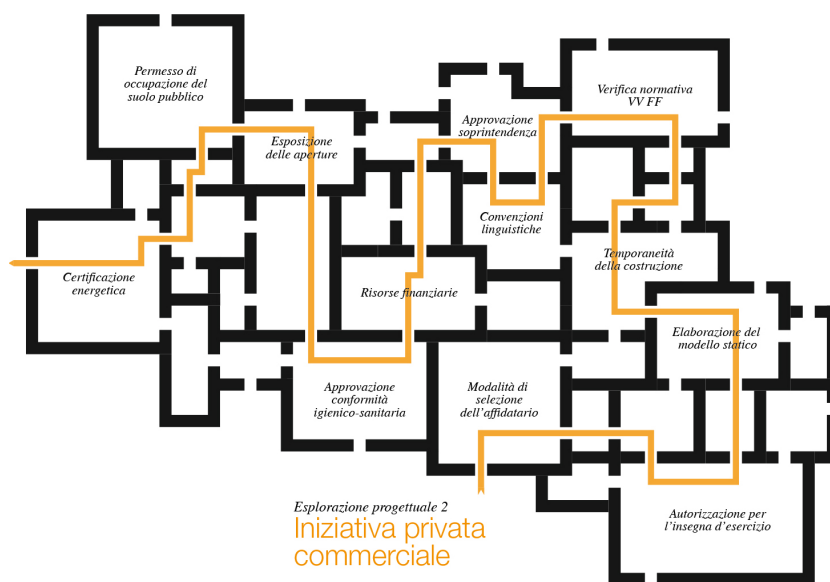 Permesso di
occupazione del
suolo pubblico
Esposizione
delle aperture
Approvazione
soprintendenza
Verifica normativa
VV FF
Convenzioni
linguistiche
Certificazione
energetica
Risorse finanziarie
Temporaneità
della costruzione
Elaborazione del
modello statico
Approvazione
conformità
igienico-sanitaria
Modalità di
selezione
dell'affidatario
Esplorazione progettuale 2
Iniziativa privata
commerciale
Autorizzazione per
l'insegna d'esercizio